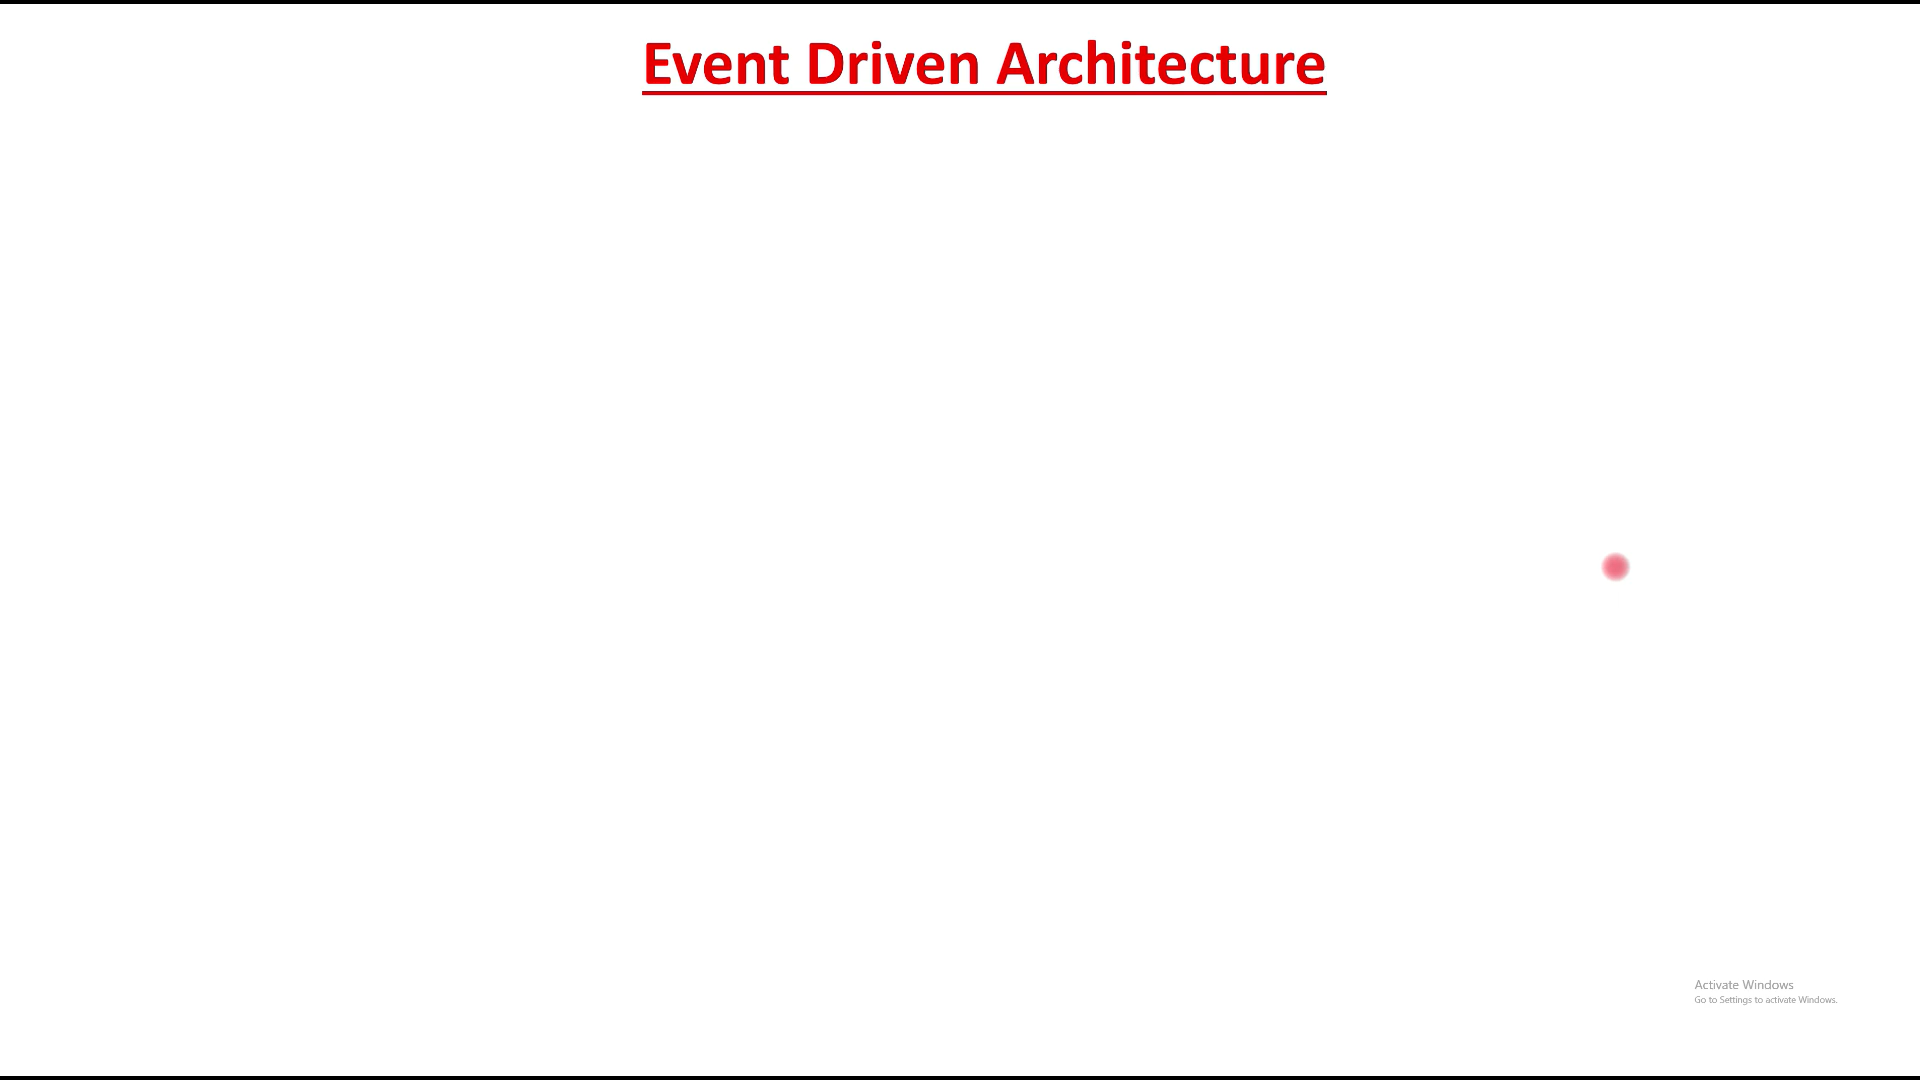 Event Driven Architecture
Activate Windows
Go to Settings to activate Windows.